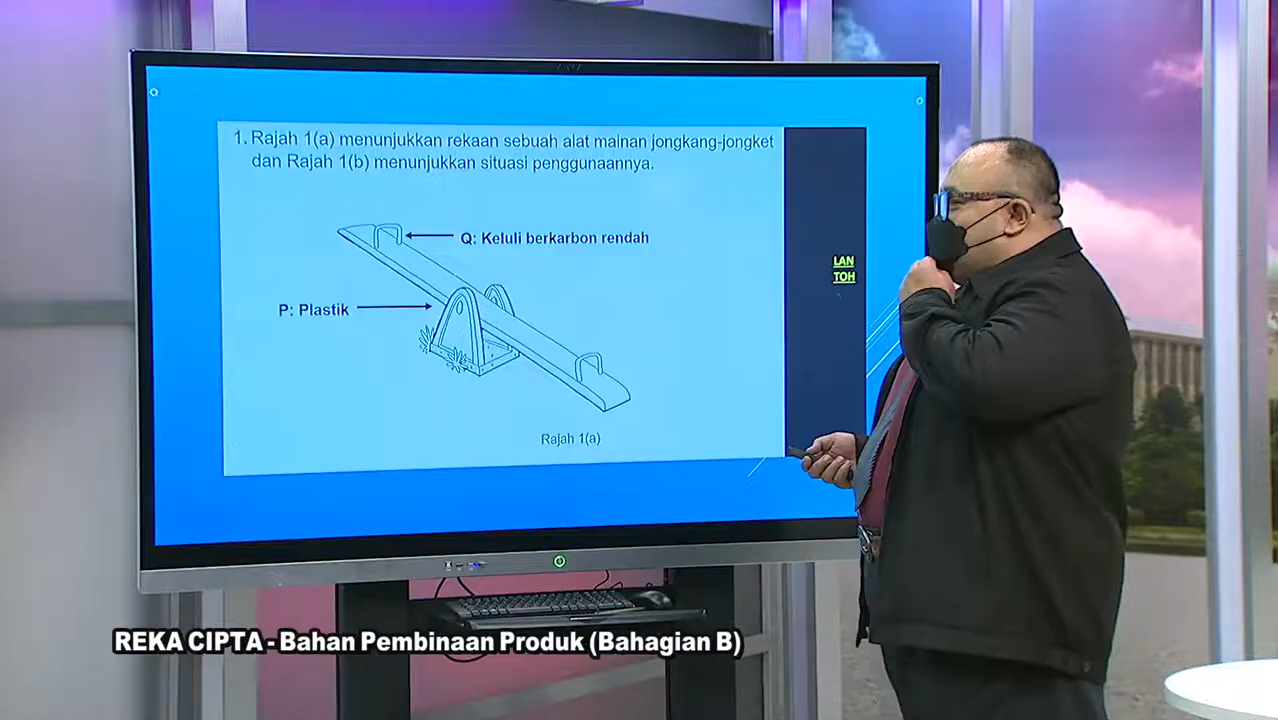 1. Rajah 1(a) menunjukkan rekaan sebuah alat mainan jongkang-jongket
dan Rajah 1(b) menunjukkan situasi penggunaannya.
Q: Keluli berkarbon rendah
LAN
TOH
P: Plastik
Rajah 1(a)
REKA CIPTA - Bahan Pembinaan Produk (Bahagian B)